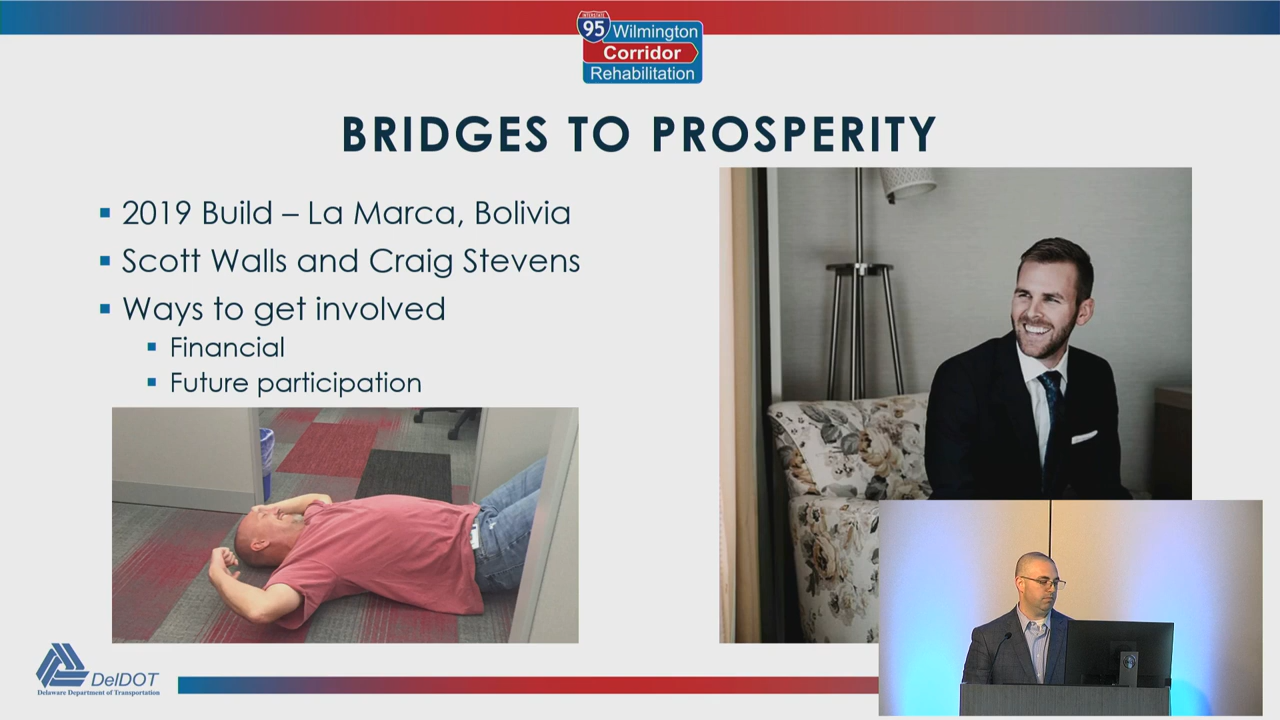 INTERSTATE
95 Wilmington
Corridor
Rehabilitation
BRIDGES TO PROSPERITY
▪ 2019 Build – La Marca, Bolivia
▪ Scott Walls and Craig Stevens
▪ Ways to get involved
▪ Financial
▪ Future participation
DelDOT
Delaware Department of Transportation